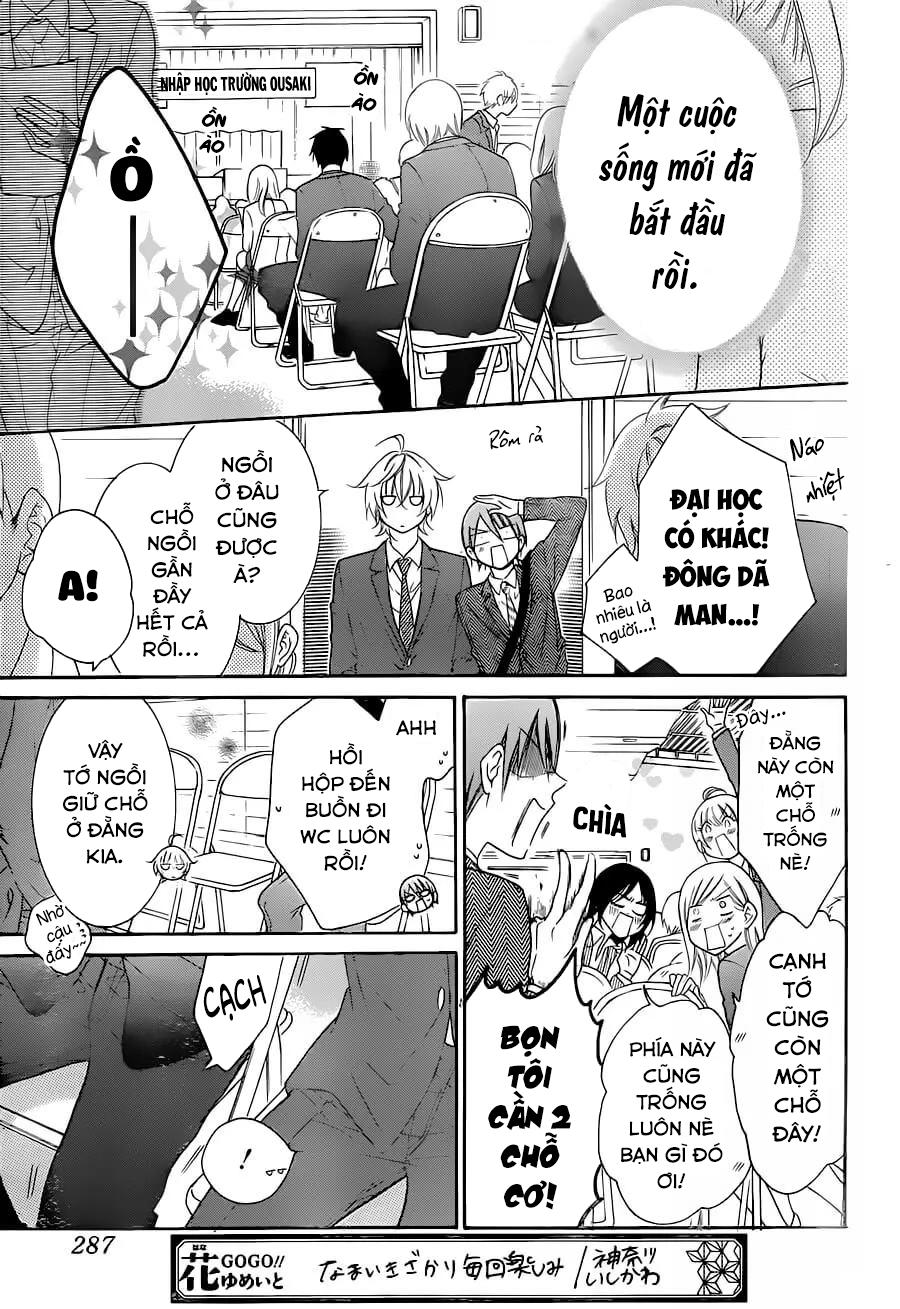 Một cuộc
sống mới đã
bắt đầu
rồi.
ỒN
ÀO
NHẬP HỌC TRƯỜNG OUSAKI
ỒN
ÀO
Ồ
Náo
nhiệt
ĐẠI HỌC
CÓ KHÁC!
ĐÔNG DÃ
MAN...!
Bao
nhiêu là
người...!
Rôm rả
NGỒI
Ở ĐÂU
CŨNG
ĐƯỢC
À?
CHỖ
NGỒI
GẦN
ĐẦY
HẾT CẢ
RỒI...
A!
Đây...
ĐẰNG
NÀY CÒN
MỘT
CHỖ
TRỐNG
NÈ!
CHÌA
CẠNH
TỚ
CŨNG
CÒN
MỘT
CHỖ
ĐÂY!
PHÍA NÀY
CŨNG
TRỐNG
LUÔN NÈ
BẠN GÌ ĐÓ
ƠI!
BỌN
TÔI
CẦN 2
CHỖ
CƠ!
AHH
HỒI
HỘP ĐẾN
BUỒN ĐI
WC LUÔN
RỒI!
VẬY
TỚ NGỒI
GIỮ CHỖ
Ở ĐẰNG
KIA.
Nhờ
cậu
đấy~~
CẠCH
!
287
花
はな
GOGO!!
ゆめいと
なまいきざかり毎回楽しみ
/神奈川
いしかわ